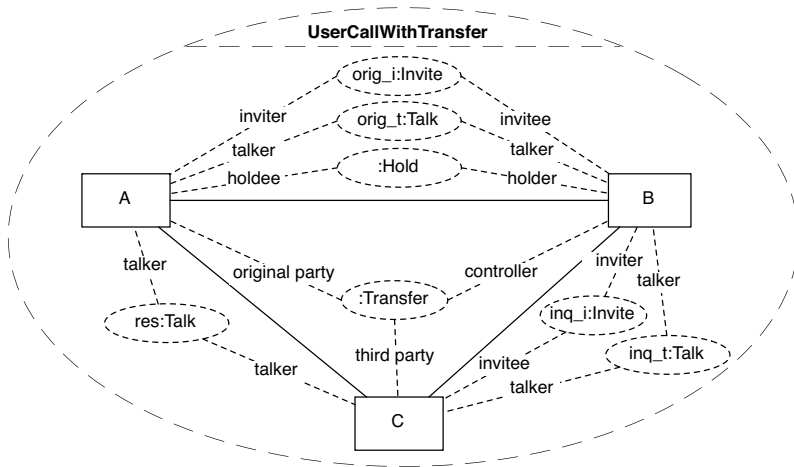 UserCallWithTransfer
orig_i:Invite
inviter
invitee
orig_t:Talk
talker
talker
:Hold
holdee
holder
A
B
talker
original party
controller
inviter
talker
:Transfer
res:Talk
inq_i:Invite
third party
invitee
inq_t:Talk
talker
talker
C